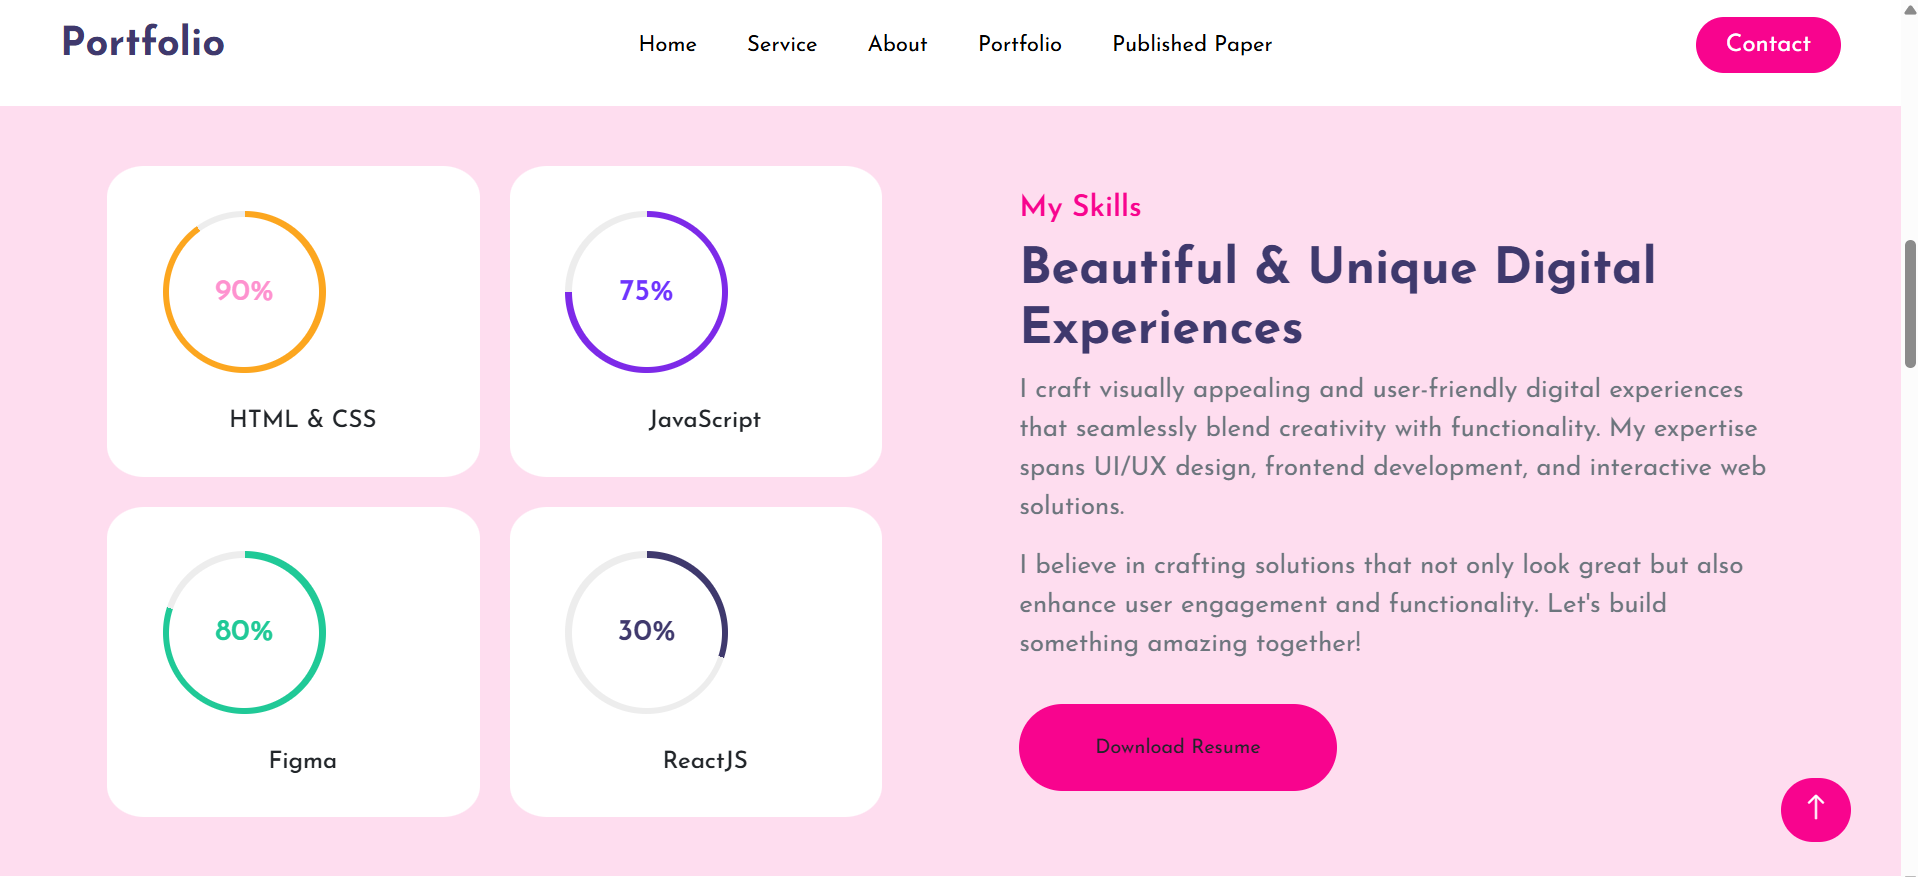 Portfolio
Home
Service
About
Portfolio
Published Paper
Contact
90%
HTML & CSS
75%
JavaScript
80%
Figma
30%
ReactJS
My Skills
Beautiful & Unique Digital
Experiences
I craft visually appealing and user-friendly digital experiences
that seamlessly blend creativity with functionality. My expertise
spans UI/UX design, frontend development, and interactive web
solutions.
I believe in crafting solutions that not only look great but also
enhance user engagement and functionality. Let's build
something amazing together!
Download Resume